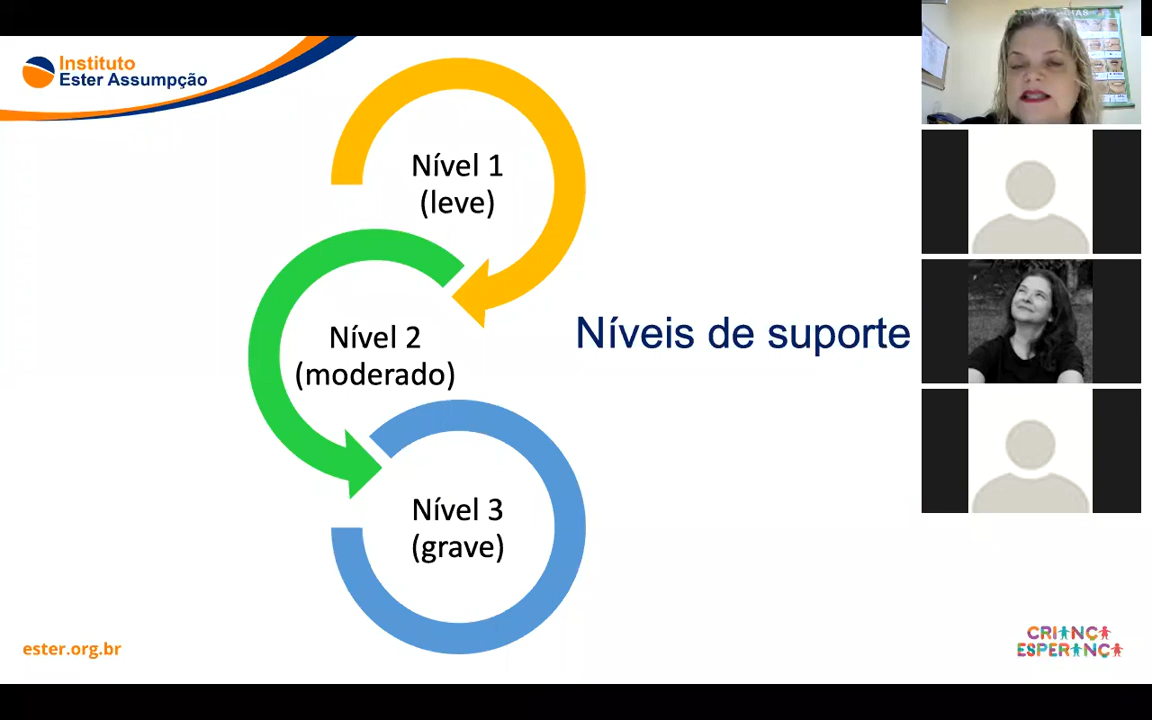 Instituto
Ester Assumpção
Nível 1
(leve)
Nível 2
(moderado)
Níveis de suporte
Nível 3
(grave)
ester.org.br
CRIANÇA
ESPERANÇA